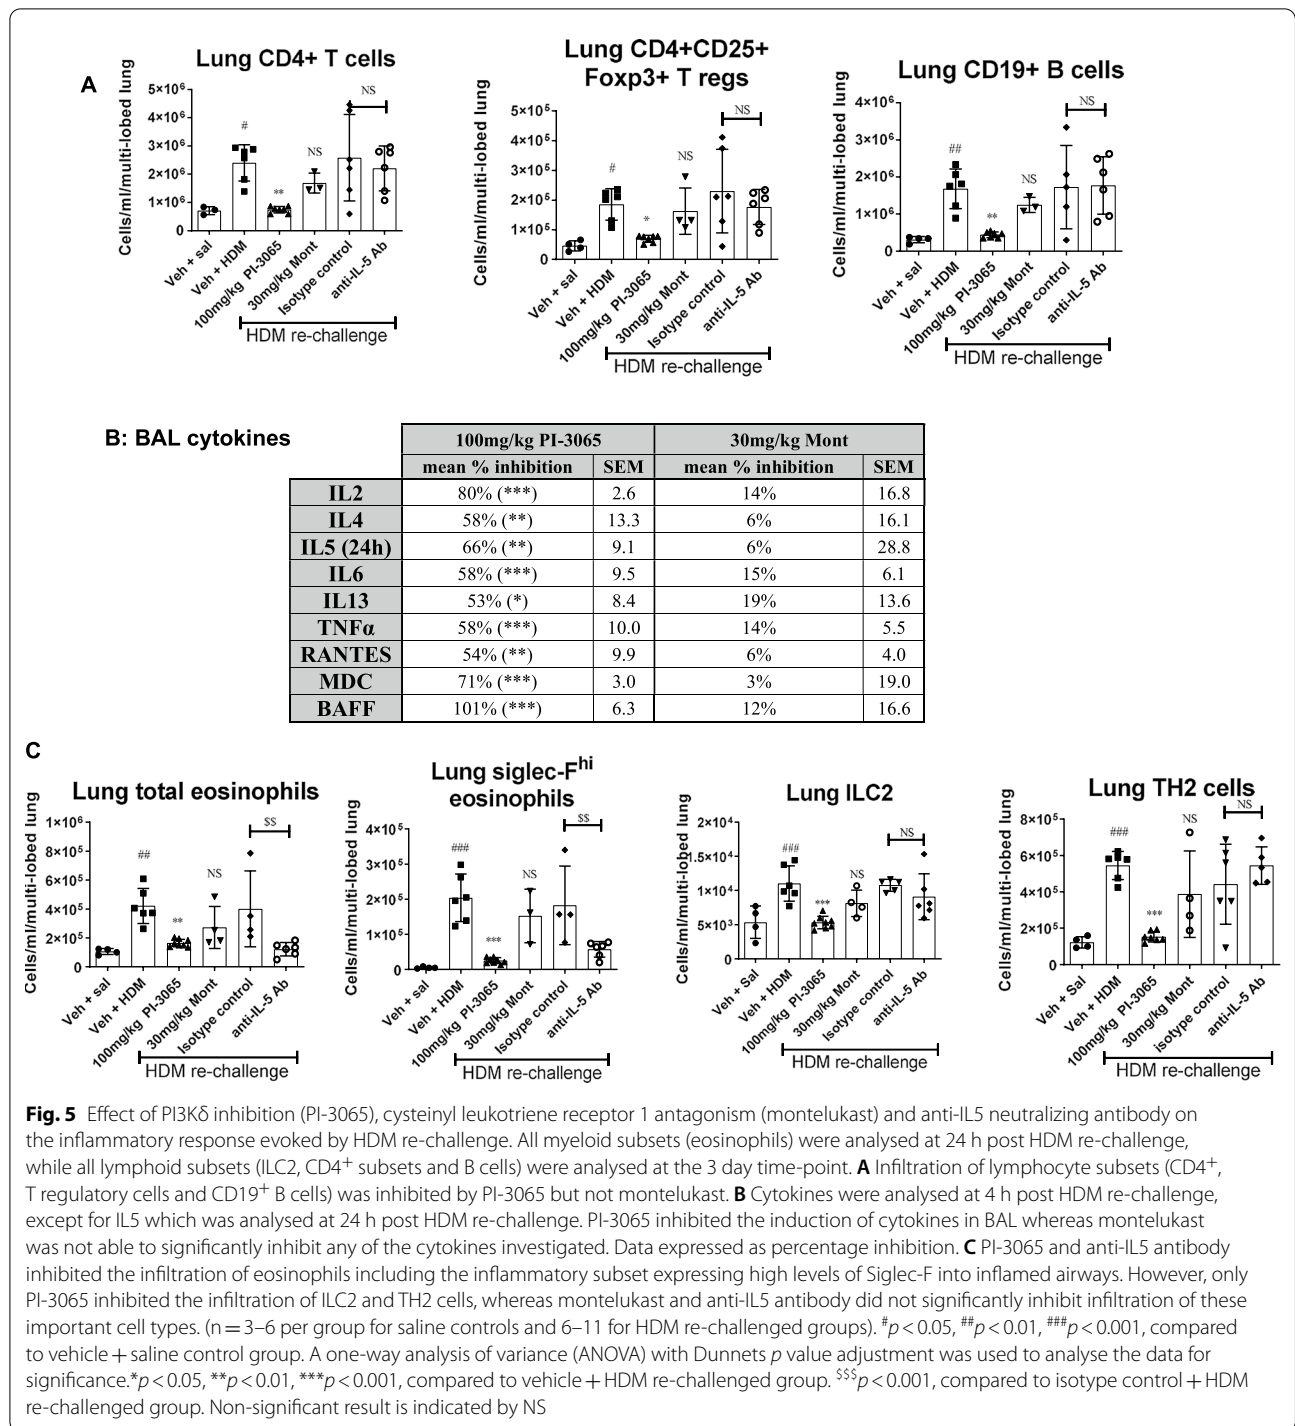 A
Lung CD4+ T cells
Cells/ml/multi-lobed lung
5×10⁶
4×10⁶
3×10⁶
2×10⁶
1×10⁶
0
#
**
NS
NS
Veh + sal
Veh + HDM
100mg/kg PI-3065
30mg/kg Mont
Isotype control
anti-IL-5 Ab
HDM re-challenge
Lung CD4+CD25+
Foxp3+ T regs
Cells/ml/multi-lobed lung
5×10⁵
4×10⁵
3×10⁵
2×10⁵
1×10⁵
0
#
*
NS
NS
Veh + sal
Veh + HDM
100mg/kg PI-3065
30mg/kg Mont
Isotype control
anti-IL-5 Ab
HDM re-challenge
Lung CD19+ B cells
Cells/ml/multi-lobed lung
4×10⁶
3×10⁶
2×10⁶
1×10⁶
0
##
**
NS
NS
Veh + sal
Veh + HDM
100mg/kg PI-3065
30mg/kg Mont
Isotype control
anti-IL-5 Ab
HDM re-challenge
B: BAL cytokines
100mg/kg PI-3065 30mg/kg Mont
mean % inhibition SEM mean % inhibition SEM
IL2 80% (***) 2.6 14% 16.8
IL4 58% (**) 13.3 6% 16.1
IL5 (24h) 66% (**) 9.1 6% 28.8
IL6 58% (***) 9.5 15% 6.1
IL13 53% (*) 8.4 19% 13.6
TNFα 58% (***) 10.0 14% 5.5
RANTES 54% (**) 9.9 6% 4.0
MDC 71% (***) 3.0 3% 19.0
BAFF 101% (***) 6.3 12% 16.6
C
Lung total eosinophils
Cells/ml/multi-lobed lung
1×10⁶
8×10⁵
6×10⁵
4×10⁵
2×10⁵
0
##
**
NS
$$
Veh + sal
Veh + HDM
100mg/kg PI-3065
30mg/kg Mont
Isotype control
anti-IL-5 Ab
HDM re-challenge
Lung siglec-Fʰⁱ
eosinophils
Cells/ml/multi-lobed lung
4×10⁵
3×10⁵
2×10⁵
1×10⁵
0
###
***
NS
$$
Veh + sal
Veh + HDM
100mg/kg PI-3065
30mg/kg Mont
Isotype control
anti-IL-5 Ab
HDM re-challenge
Lung ILC2
Cells/ml/multi-lobed lung
2×10⁴
1.5×10⁴
1×10⁴
5×10³
0
###
***
NS
NS
Veh + Sal
Veh + HDM
100mg/kg PI-3065
30mg/kg Mont
Isotype control
anti-IL-5 Ab
HDM re-challenge
Lung TH2 cells
Cells/ml/multi-lobed lung
8×10⁵
6×10⁵
4×10⁵
2×10⁵
0
###
***
NS
NS
Veh + Sal
Veh + HDM
100mg/kg PI-3065
30mg/kg Mont
isotype control
anti-IL-5 Ab
HDM re-challenge
Fig. 5 Effect of PI3Kδ inhibition (PI-3065), cysteinyl leukotriene receptor 1 antagonism (montelukast) and anti-IL5 neutralizing antibody on
the inflammatory response evoked by HDM re-challenge. All myeloid subsets (eosinophils) were analysed at 24 h post HDM re-challenge,
while all lymphoid subsets (ILC2, CD4⁺ subsets and B cells) were analysed at the 3 day time-point. A Infiltration of lymphocyte subsets (CD4⁺,
T regulatory cells and CD19⁺ B cells) was inhibited by PI-3065 but not montelukast. B Cytokines were analysed at 4 h post HDM re-challenge,
except for IL5 which was analysed at 24 h post HDM re-challenge. PI-3065 inhibited the induction of cytokines in BAL whereas montelukast
was not able to significantly inhibit any of the cytokines investigated. Data expressed as percentage inhibition. C PI-3065 and anti-IL5 antibody
inhibited the infiltration of eosinophils including the inflammatory subset expressing high levels of Siglec-F into inflamed airways. However, only
PI-3065 inhibited the infiltration of ILC2 and TH2 cells, whereas montelukast and anti-IL5 antibody did not significantly inhibit infiltration of these
important cell types. (n = 3–6 per group for saline controls and 6–11 for HDM re-challenged groups). #p < 0.05, ##p < 0.01, ###p < 0.001, compared
to vehicle + saline control group. A one-way analysis of variance (ANOVA) with Dunnets p value adjustment was used to analyse the data for
significance.*p < 0.05, **p < 0.01, ***p < 0.001, compared to vehicle + HDM re-challenged group. $$$p < 0.001, compared to isotype control + HDM
re-challenged group. Non-significant result is indicated by NS